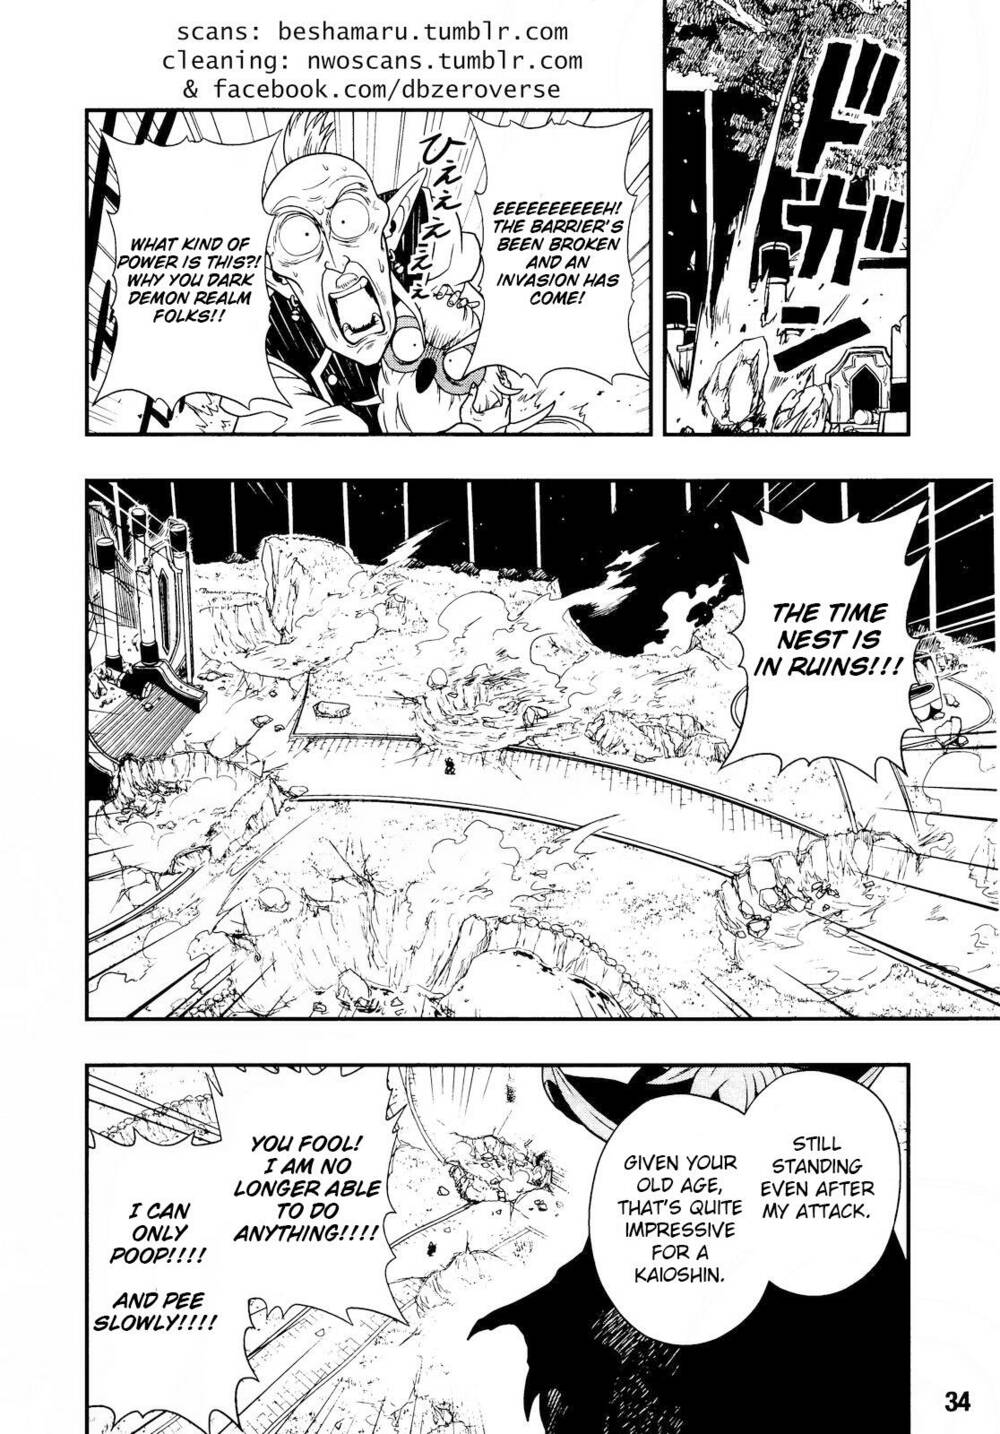 scans: beshamaru.tumblr.com
cleaning: nwoscans.tumblr.com
& facebook.com/dbzeroverse
ドガーン
EEEEEEEEEEEH!
THE BARRIER'S
BEEN BROKEN
AND AN
INVASION HAS
COME!
ひえぇえぇぇ
WHAT KIND OF
POWER IS THIS?!
WHY YOU DARK
DEMON REALM
FOLKS!!
THE TIME
NEST IS
IN RUINS!!!
STILL
STANDING
EVEN AFTER
MY ATTACK.
GIVEN YOUR
OLD AGE,
THAT'S QUITE
IMPRESSIVE
FOR A
KAIOSHIN.
YOU FOOL!
I AM NO
LONGER ABLE
TO DO
ANYTHING!!!!
I CAN
ONLY
POOP!!!!
AND PEE
SLOWLY!!!!
34